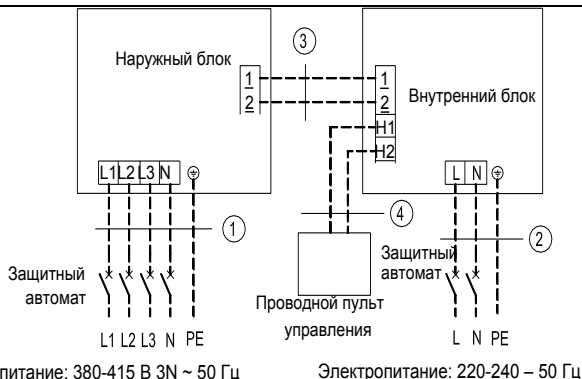 Наружный блок
3
1
2
1
2
H1
H2
Внутренний блок
L1 L2 L3 N
L N
1
4
2
Защитный
автомат
Проводной пульт
управления
Защитный
автомат
L1 L2 L3 N PE
L N PE
питание: 380-415 В 3N ~ 50 Гц
Электропитание: 220-240 – 50 Гц